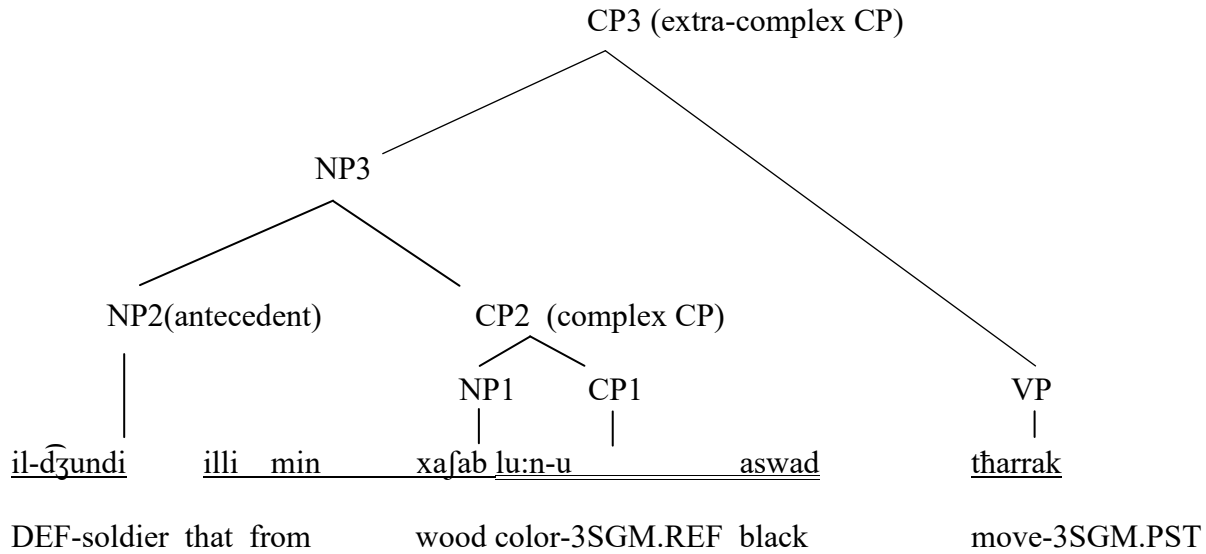 CP3 (extra-complex CP)
NP3
NP2(antecedent) CP2 (complex CP)
NP1 CP1 VP
il-d͡ʒundi illi min xaʃab lu:n-u aswad tħarrak
DEF-soldier that from wood color-3SGM.REF black move-3SGM.PST